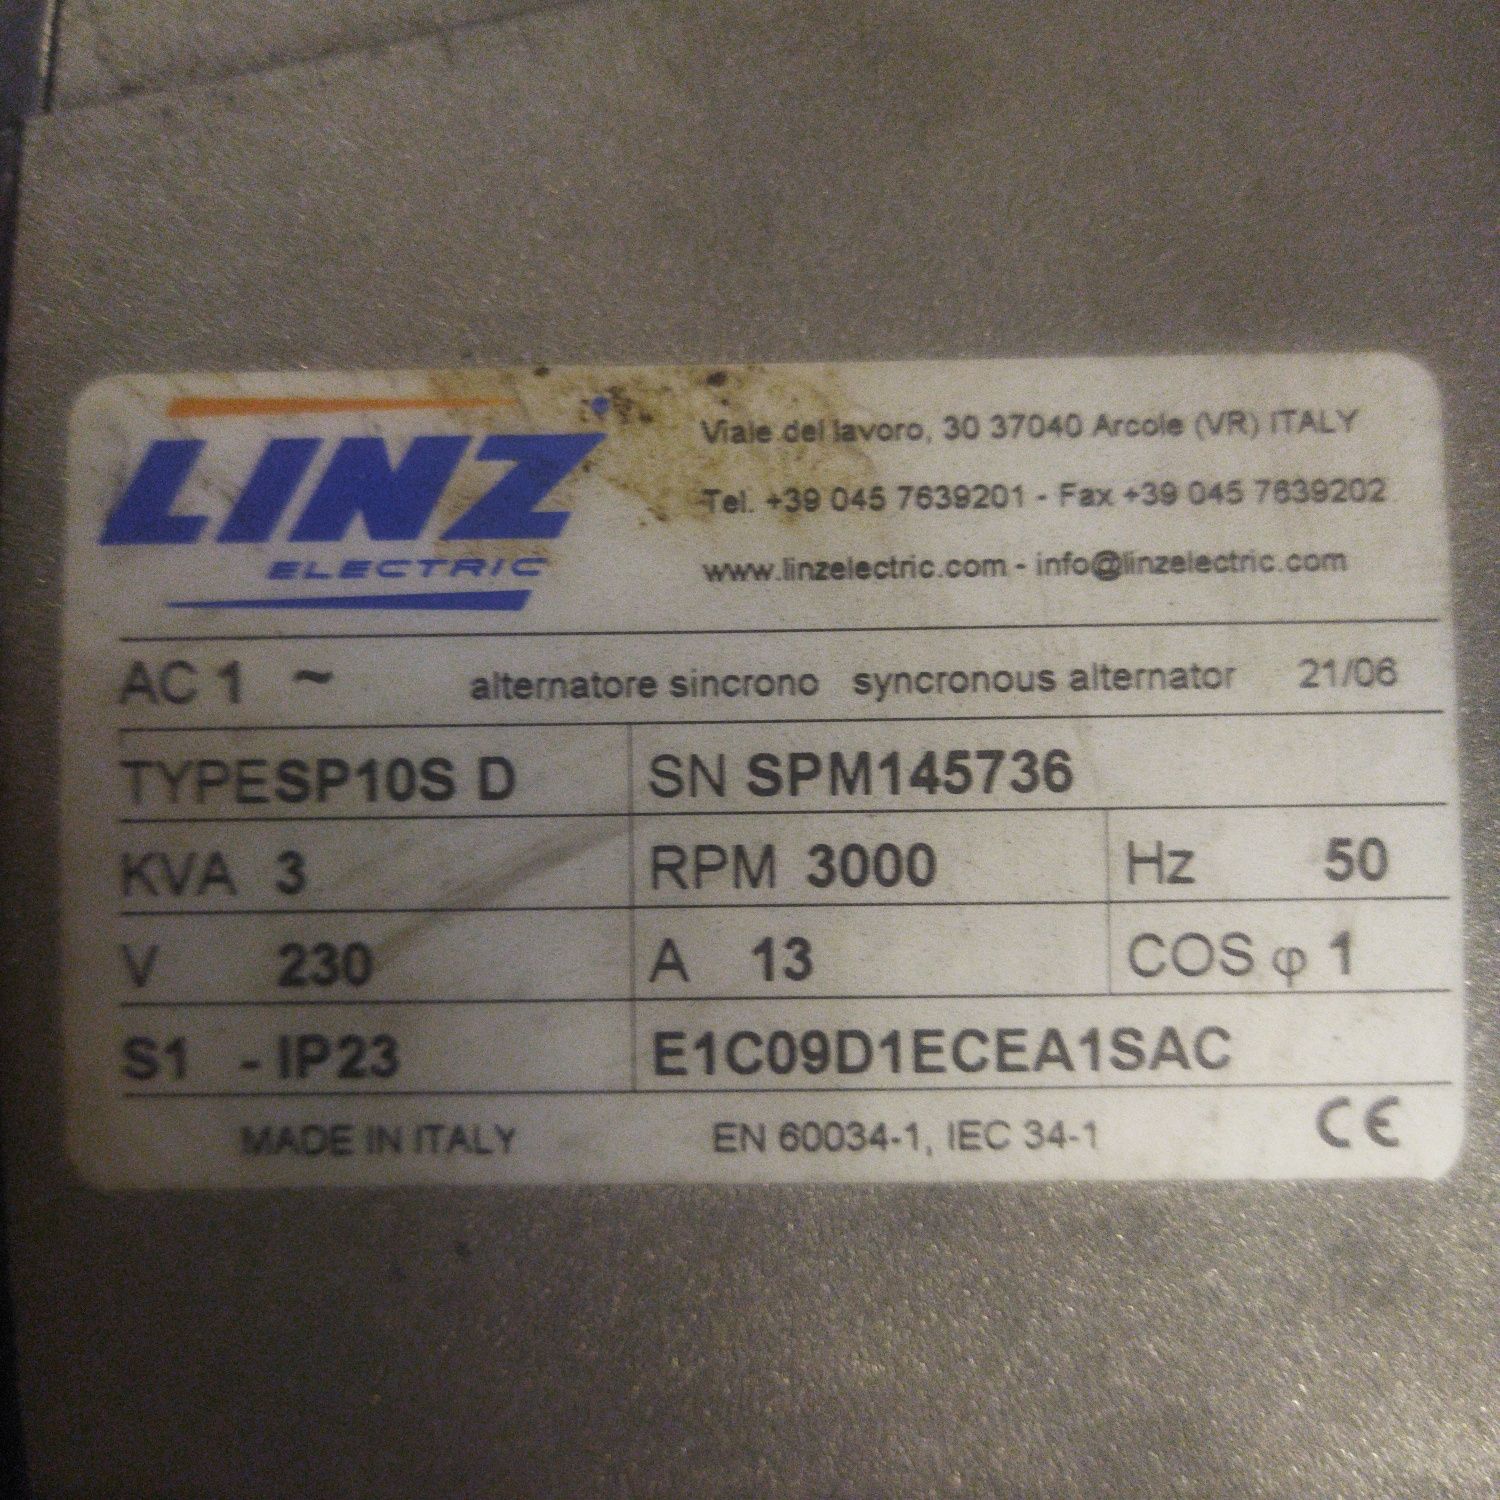 LINZ
ELECTRIC
Viale del lavoro, 30 37040 Arcole (VR) ITALY
Tel. +39 045 7639201 - Fax +39 045 7639202
www.linzelectric.com - info@linzelectric.com
AC 1 ~ alternatore sincrono syncronous alternator 21/06
TYPE SP10S D SN SPM145736
KVA 3 RPM 3000 Hz 50
V 230 A 13 COS φ 1
S1 - IP23 E1C09D1ECEA1SAC
MADE IN ITALY EN 60034-1, IEC 34-1 CE